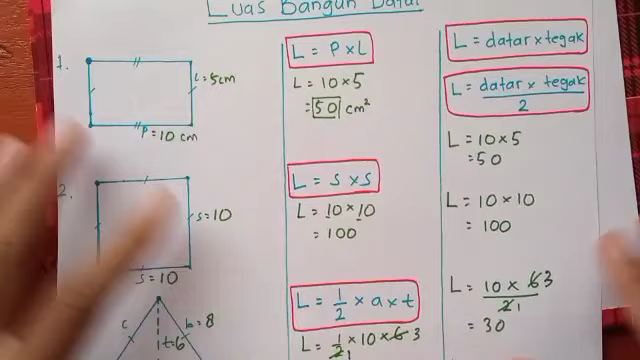 Luas Bangun Datar
1.
L=5cm
P=10 cm
2.
s=10
s=10
c
b=8
t=6
L = P x L
L = 10 x 5
= 50 cm²
L = s x s
L = 10 x 10
= 100
L = 1/2 x a x t
L = 1/2 x 10 x 6 3
1
L = datar x tegak
L = datar x tegak / 2
L = 10 x 5
= 50
L = 10 x 10
= 100
L = 10 x 6 3 / 2 1
= 30